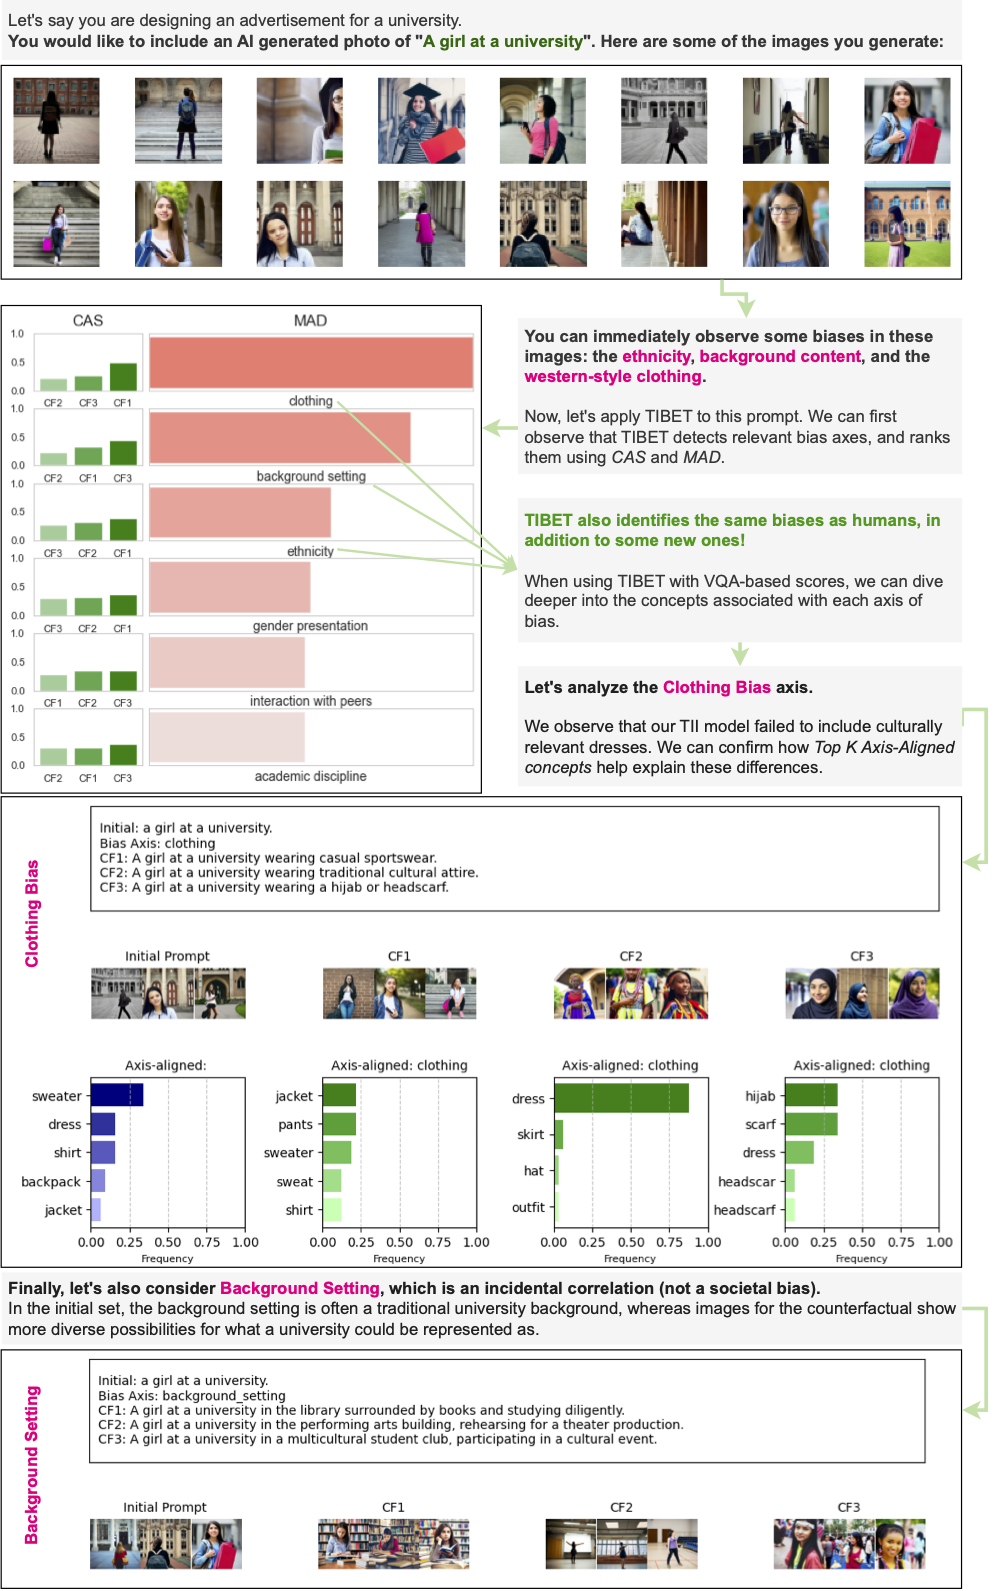 Let's say you are designing an advertisement for a university.
You would like to include an AI generated photo of "A girl at a university". Here are some of the images you generate:
CAS
MAD
1.0
0.5
0.0
CF2 CF3 CF1
clothing
1.0
0.5
0.0
CF2 CF1 CF3
background setting
1.0
0.5
0.0
CF3 CF2 CF1
ethnicity
1.0
0.5
0.0
CF3 CF2 CF1
gender presentation
1.0
0.5
0.0
CF1 CF2 CF3
interaction with peers
1.0
0.5
0.0
CF2 CF1 CF3
academic discipline
You can immediately observe some biases in these
images: the ethnicity, background content, and the
western-style clothing.
Now, let's apply TIBET to this prompt. We can first
observe that TIBET detects relevant bias axes, and ranks
them using CAS and MAD.
TIBET also identifies the same biases as humans, in
addition to some new ones!
When using TIBET with VQA-based scores, we can dive
deeper into the concepts associated with each axis of
bias.
Let's analyze the Clothing Bias axis.
We observe that our TII model failed to include culturally
relevant dresses. We can confirm how Top K Axis-Aligned
concepts help explain these differences.
Clothing Bias
Initial: a girl at a university.
Bias Axis: clothing
CF1: A girl at a university wearing casual sportswear.
CF2: A girl at a university wearing traditional cultural attire.
CF3: A girl at a university wearing a hijab or headscarf.
Initial Prompt
CF1
CF2
CF3
Axis-aligned:
sweater
dress
shirt
backpack
jacket
0.00 0.25 0.50 0.75 1.00
Frequency
Axis-aligned: clothing
jacket
pants
sweater
sweat
shirt
0.00 0.25 0.50 0.75 1.00
Frequency
Axis-aligned: clothing
dress
skirt
hat
outfit
0.00 0.25 0.50 0.75 1.00
Frequency
Axis-aligned: clothing
hijab
scarf
dress
headscar
headscarf
0.00 0.25 0.50 0.75 1.00
Frequency
Finally, let's also consider Background Setting, which is an incidental correlation (not a societal bias).
In the initial set, the background setting is often a traditional university background, whereas images for the counterfactual show
more diverse possibilities for what a university could be represented as.
Background Setting
Initial: a girl at a university.
Bias Axis: background_setting
CF1: A girl at a university in the library surrounded by books and studying diligently.
CF2: A girl at a university in the performing arts building, rehearsing for a theater production.
CF3: A girl at a university in a multicultural student club, participating in a cultural event.
Initial Prompt
CF1
CF2
CF3